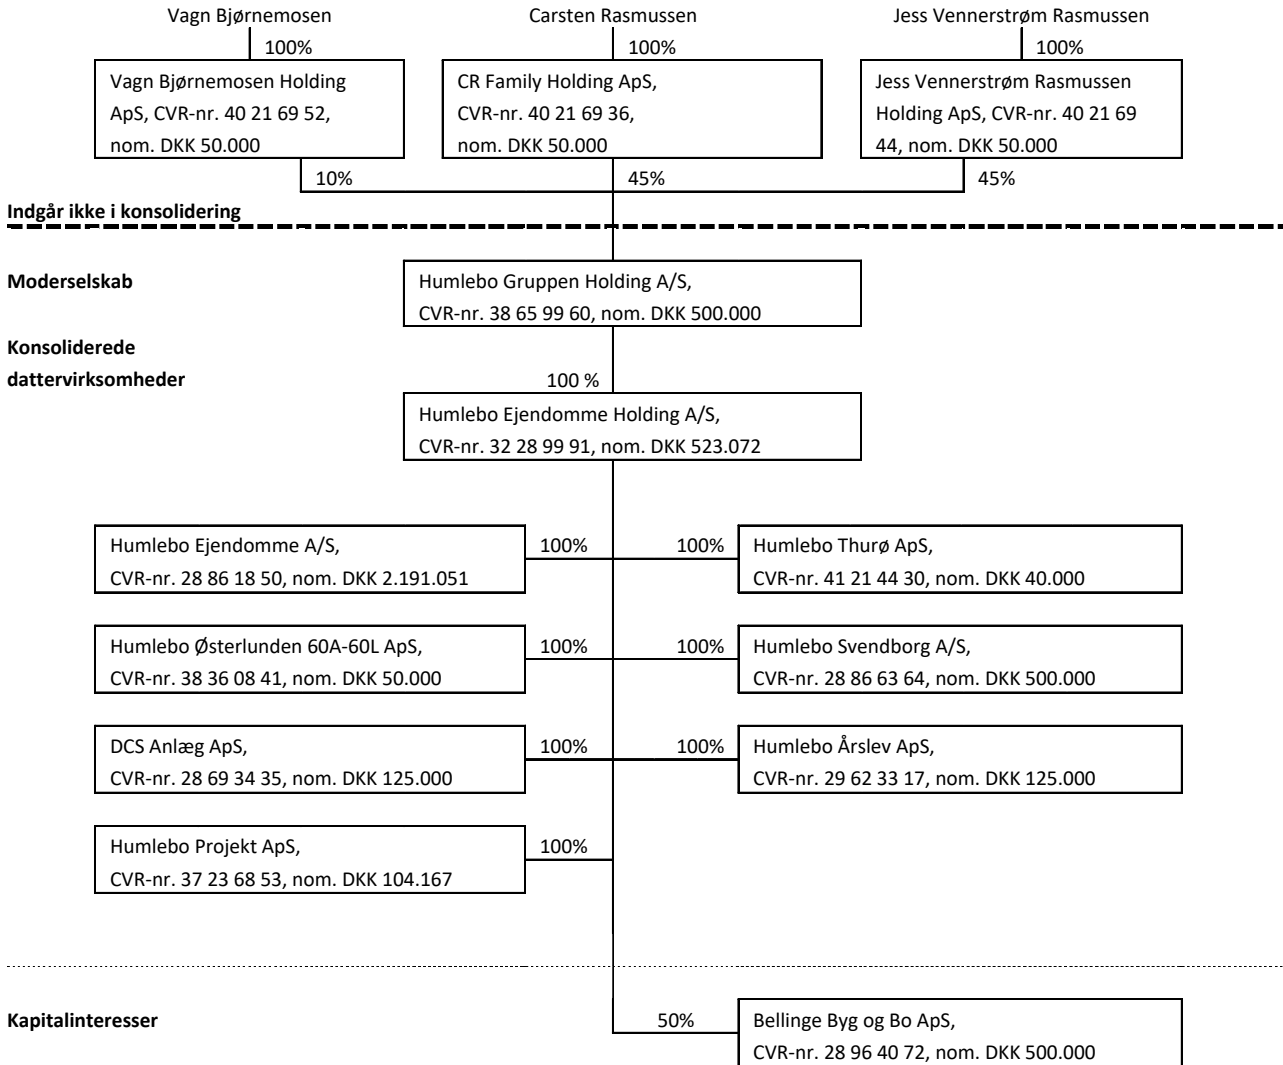 Vagn Bjørnemosen
Carsten Rasmussen
Jess Vennerstrøm Rasmussen
100%
100%
100%
Vagn Bjørnemosen Holding
ApS, CVR-nr. 40 21 69 52,
nom. DKK 50.000
CR Family Holding ApS,
CVR-nr. 40 21 69 36,
nom. DKK 50.000
Jess Vennerstrøm Rasmussen
Holding ApS, CVR-nr. 40 21 69
44, nom. DKK 50.000
10%
45%
45%
Indgår ikke i konsolidering
Moderselskab
Humlebo Gruppen Holding A/S,
CVR-nr. 38 65 99 60, nom. DKK 500.000
Konsoliderede
dattervirksomheder
100 %
Humlebo Ejendomme Holding A/S,
CVR-nr. 32 28 99 91, nom. DKK 523.072
Humlebo Ejendomme A/S,
CVR-nr. 28 86 18 50, nom. DKK 2.191.051
100%
100%
Humlebo Thurø ApS,
CVR-nr. 41 21 44 30, nom. DKK 40.000
Humlebo Østerlunden 60A-60L ApS,
CVR-nr. 38 36 08 41, nom. DKK 50.000
100%
100%
Humlebo Svendborg A/S,
CVR-nr. 28 86 63 64, nom. DKK 500.000
DCS Anlæg ApS,
CVR-nr. 28 69 34 35, nom. DKK 125.000
100%
100%
Humlebo Årslev ApS,
CVR-nr. 29 62 33 17, nom. DKK 125.000
Humlebo Projekt ApS,
CVR-nr. 37 23 68 53, nom. DKK 104.167
100%
Kapitalinteresser
50%
Bellinge Byg og Bo ApS,
CVR-nr. 28 96 40 72, nom. DKK 500.000